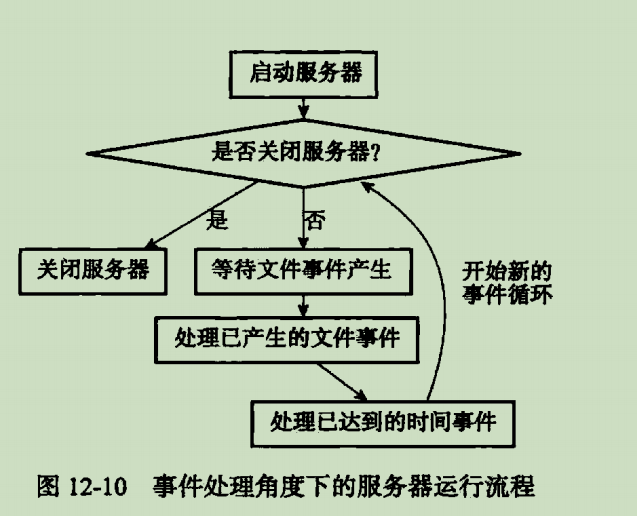 启动服务器
是否关闭服务器?
是
否
关闭服务器
等待文件事件产生
开始新的
事件循环
处理已产生的文件事件
处理已达到的时间事件
图 12-10 事件处理角度下的服务器运行流程